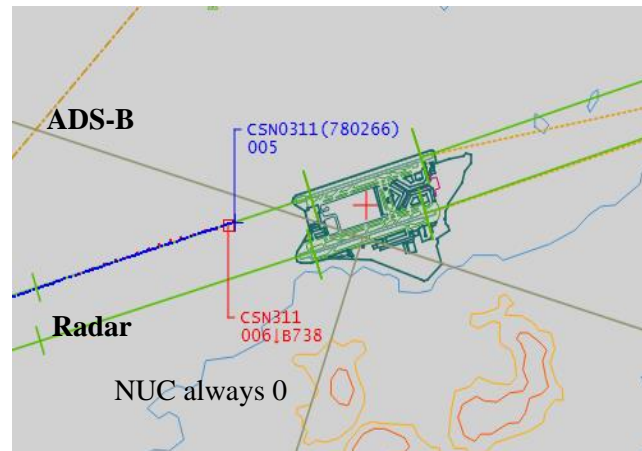 ADS-B
CSN0311(780266)
005
Radar
CSN311
006↓B738
NUC always 0